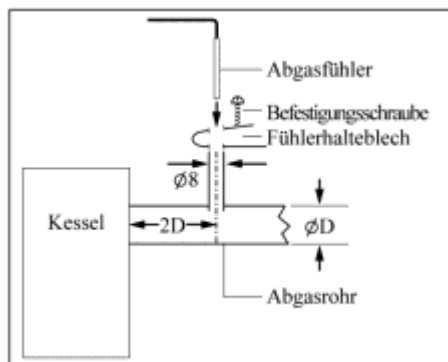 Abgasfühler
Befestigungsschraube
Fühlerhalteblech
Ø8
Kessel
2D
ØD
Abgasrohr